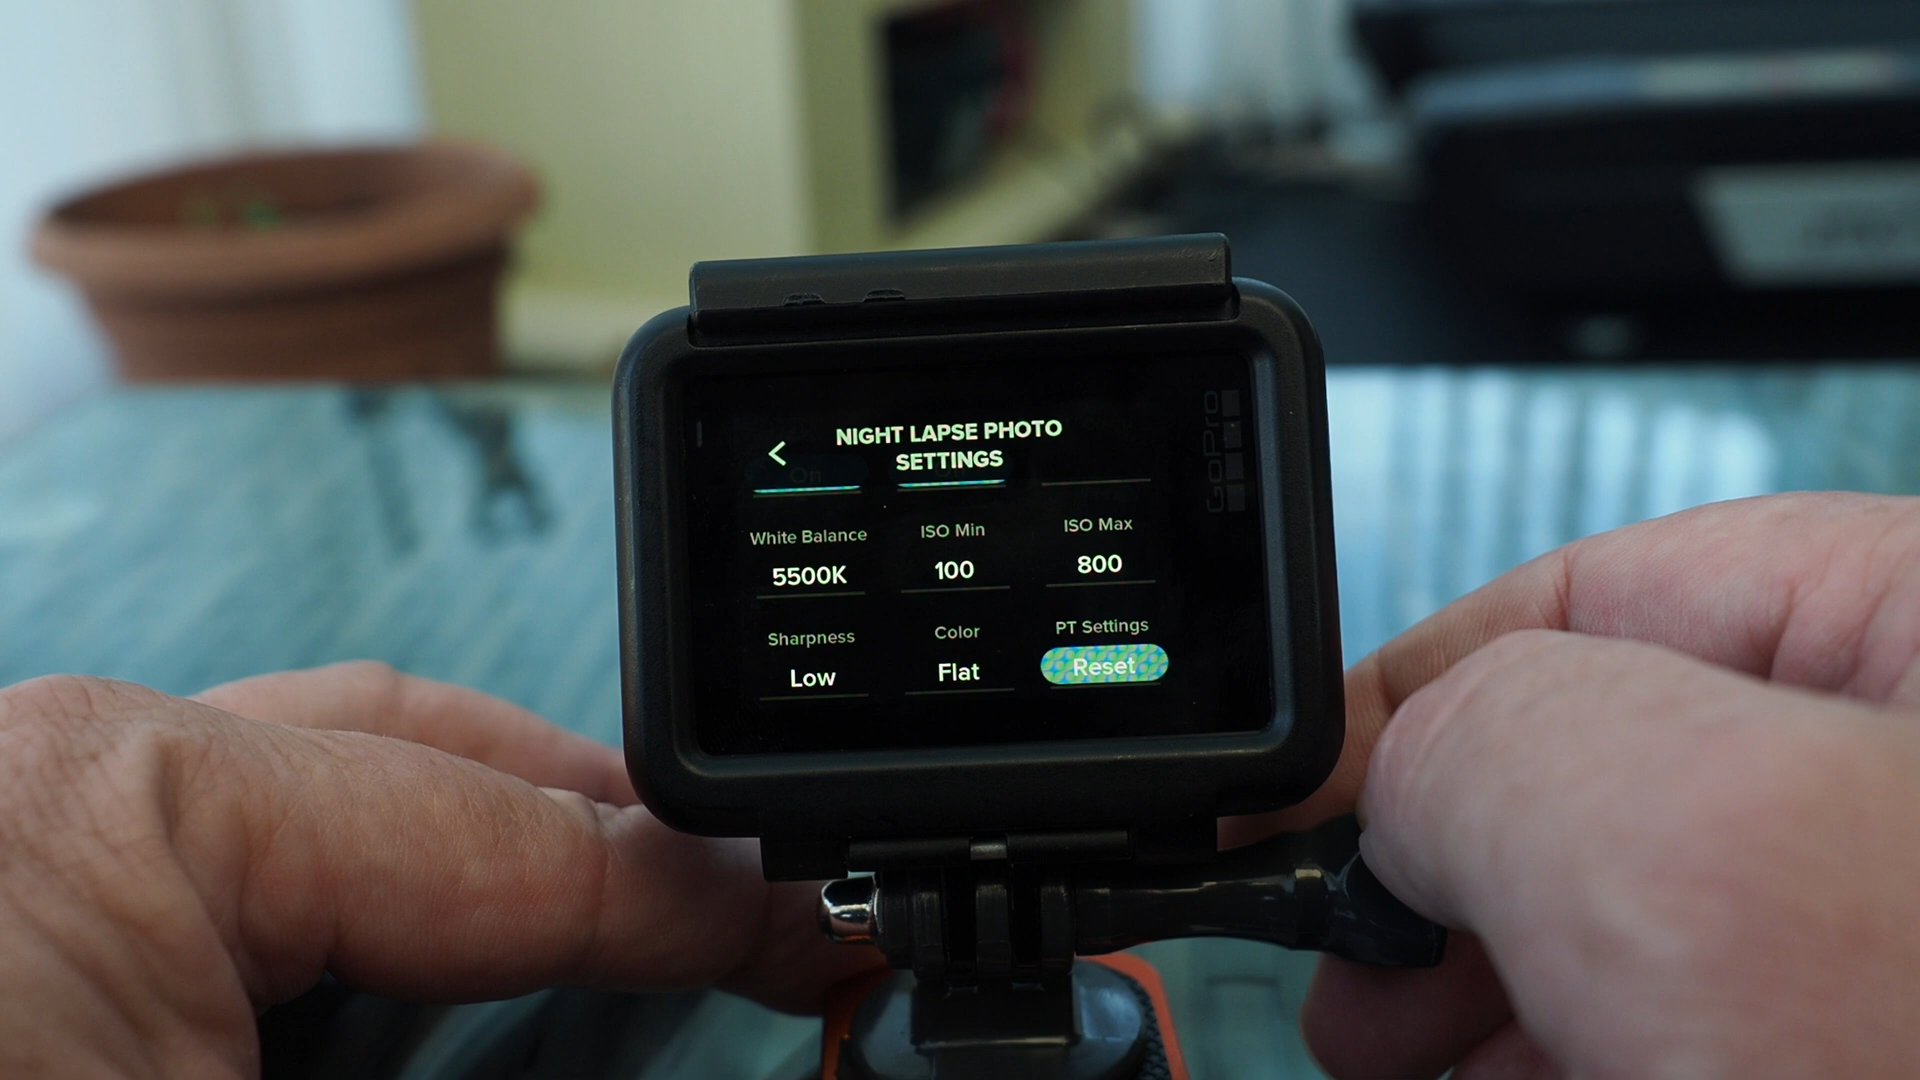 NIGHT LAPSE PHOTO
SETTINGS
On
White Balance
ISO Min
ISO Max
5500K
100
800
Sharpness
Color
PT Settings
Low
Flat
Reset
GoPro